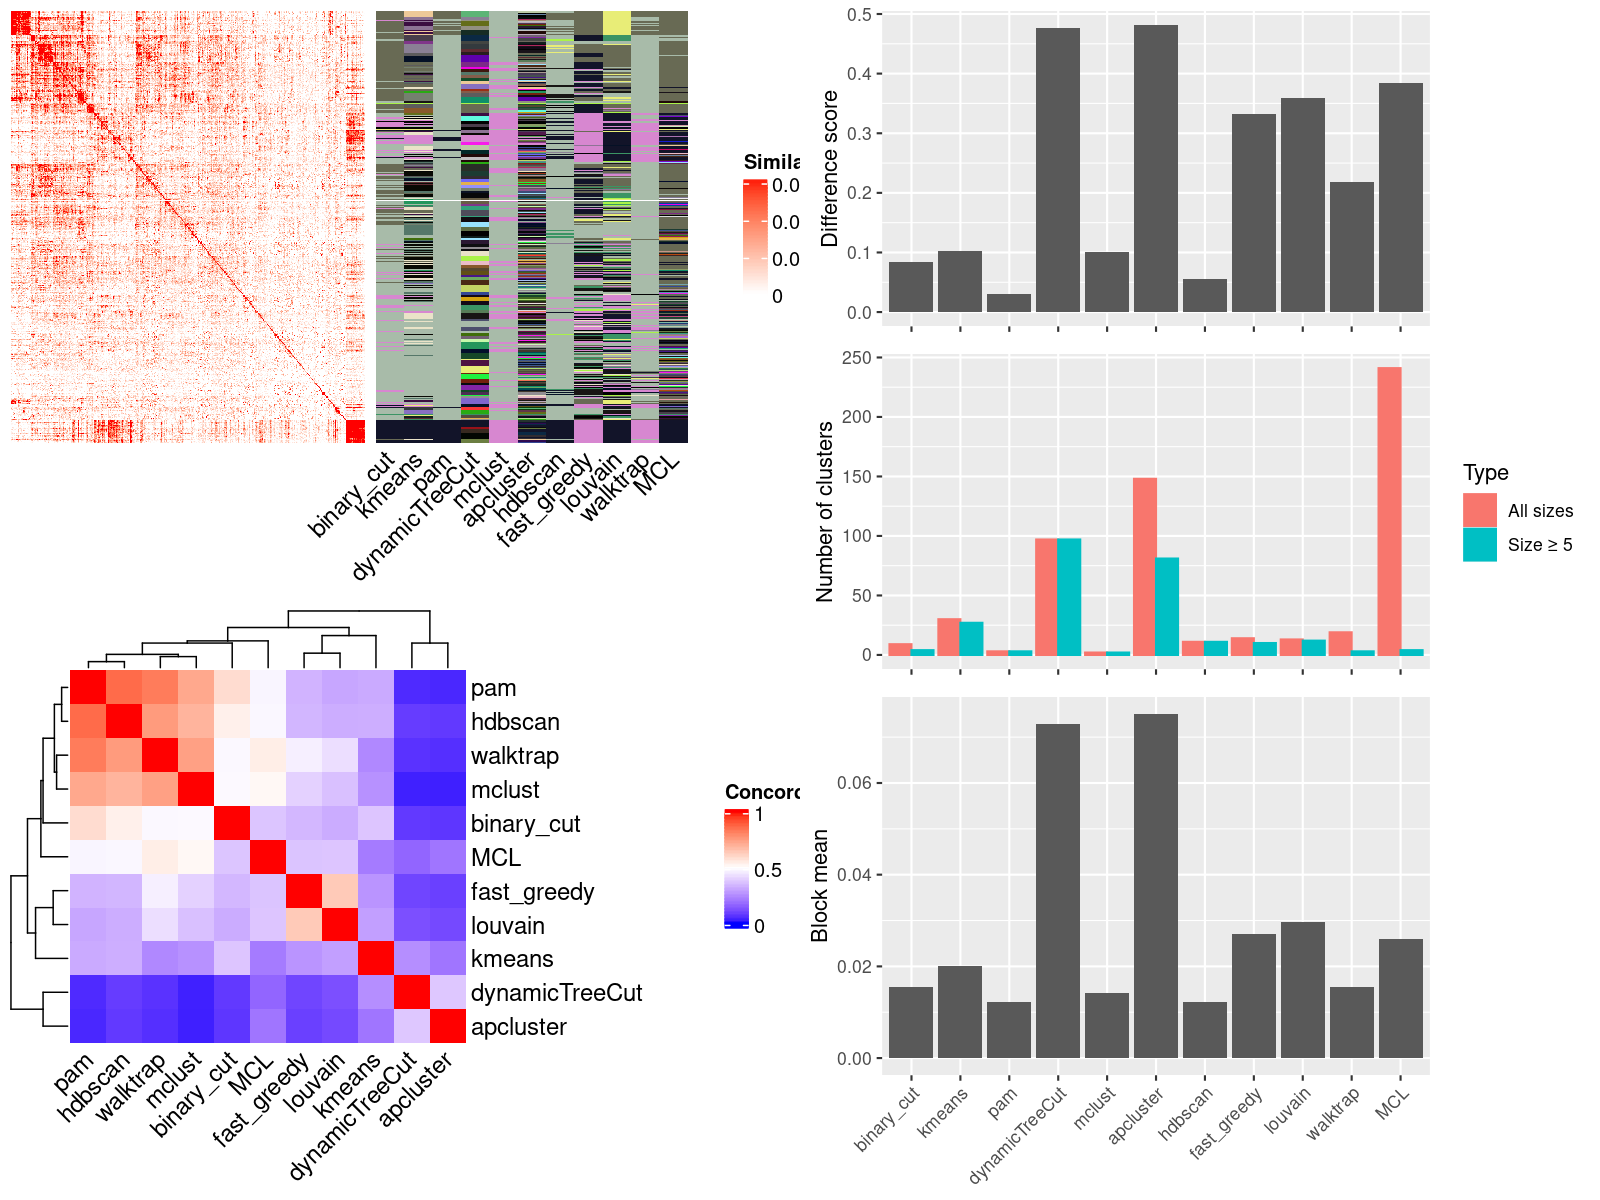 Simila
0.0
0.0
0.0
0
binary_cut
kmeans
pam
dynamicTreeCut
mclust
apcluster
hdbscan
fast_greedy
louvain
walktrap
MCL
pam
hdbscan
walktrap
mclust
binary_cut
MCL
fast_greedy
louvain
kmeans
dynamicTreeCut
apcluster
pam
hdbscan
walktrap
mclust
binary_cut
MCL
fast_greedy
louvain
kmeans
dynamicTreeCut
apcluster
Concord
1
0.5
0
Difference score
0.5
0.4
0.3
0.2
0.1
0.0
Number of clusters
250
200
150
100
50
0
Type
All sizes
Size ≥ 5
Block mean
0.06
0.04
0.02
0.00
binary_cut
kmeans
pam
dynamicTreeCut
mclust
apcluster
hdbscan
fast_greedy
louvain
walktrap
MCL